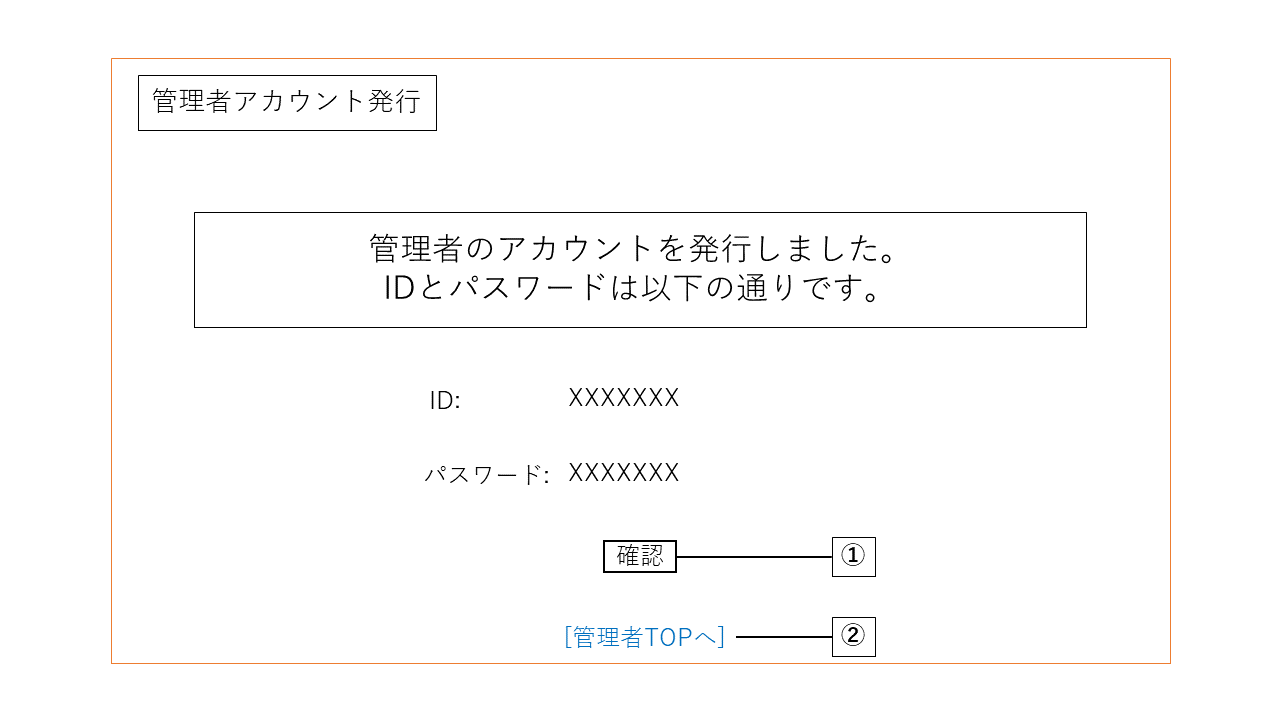 管理者アカウント発行
管理者のアカウントを発行しました。
IDとパスワードは以下の通りです。
ID: XXXXXXX
パスワード: XXXXXXX
確認 ①
[管理者TOPへ] ②